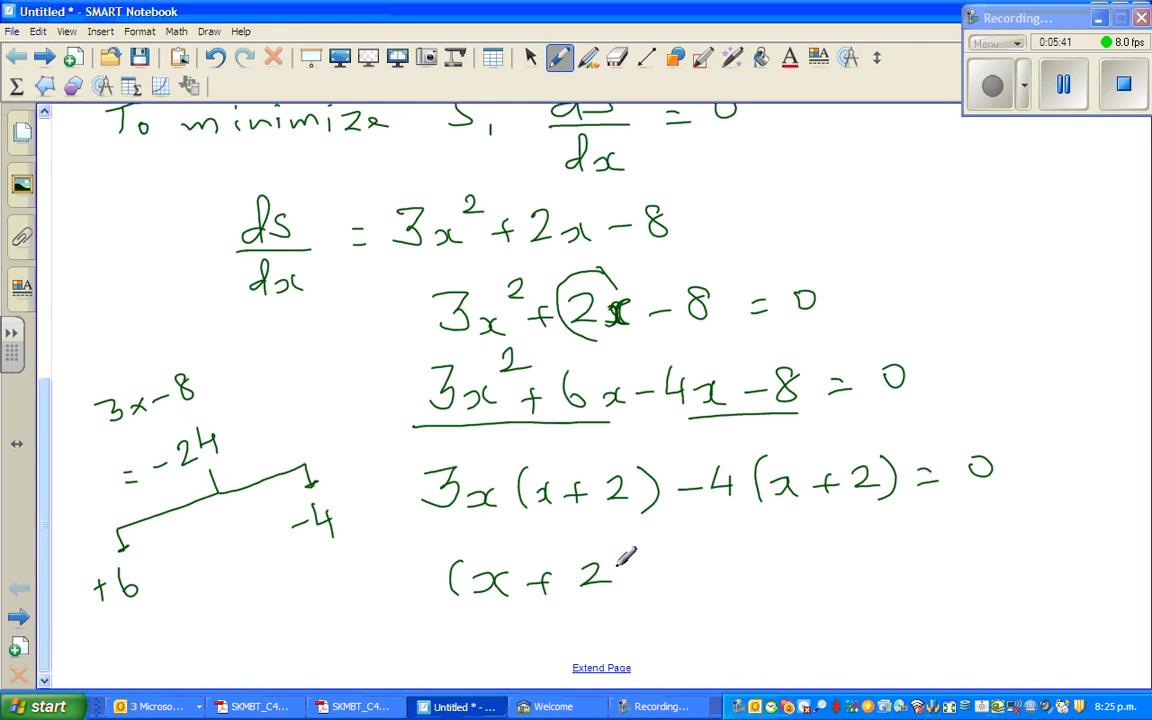 Untitled * - SMART Notebook
Recording...
File Edit View Insert Format Math Draw Help
Menu 0:05:41 8.0 fps
To minimize S, dS/dx = 0
dS/dx = 3x² + 2x - 8
3x² + 2x - 8 = 0
3x² + 6x - 4x - 8 = 0
3x - 8
= - 24
3x (x + 2) - 4 (x + 2) = 0
-4
+6
(x + 2
Extend Page
start 3 Microso... SKMBT_C4... SKMBT_C4... Untitled * - ... Welcome Recording... 8:25 p.m.